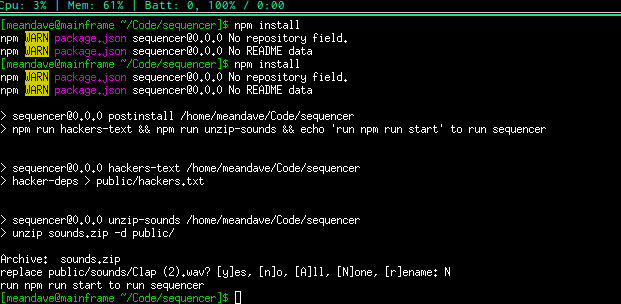 Cpu: 3% | Mem: 61% | Batt: 0, 100% / 0:00
[meandave@mainframe ~/Code/sequencer]$ npm install
npm WARN package.json sequencer@0.0.0 No repository field.
npm WARN package.json sequencer@0.0.0 No README data
[meandave@mainframe ~/Code/sequencer]$ npm install
npm WARN package.json sequencer@0.0.0 No repository field.
npm WARN package.json sequencer@0.0.0 No README data
> sequencer@0.0.0 postinstall /home/meandave/Code/sequencer
> npm run hackers-text && npm run unzip-sounds && echo 'run npm run start' to run sequencer
> sequencer@0.0.0 hackers-text /home/meandave/Code/sequencer
> hacker-deps > public/hackers.txt
> sequencer@0.0.0 unzip-sounds /home/meandave/Code/sequencer
> unzip sounds.zip -d public/
Archive:  sounds.zip
replace public/sounds/Clap (2).wav? [y]es, [n]o, [A]ll, [N]one, [r]ename: N
run npm run start to run sequencer
[meandave@mainframe ~/Code/sequencer]$